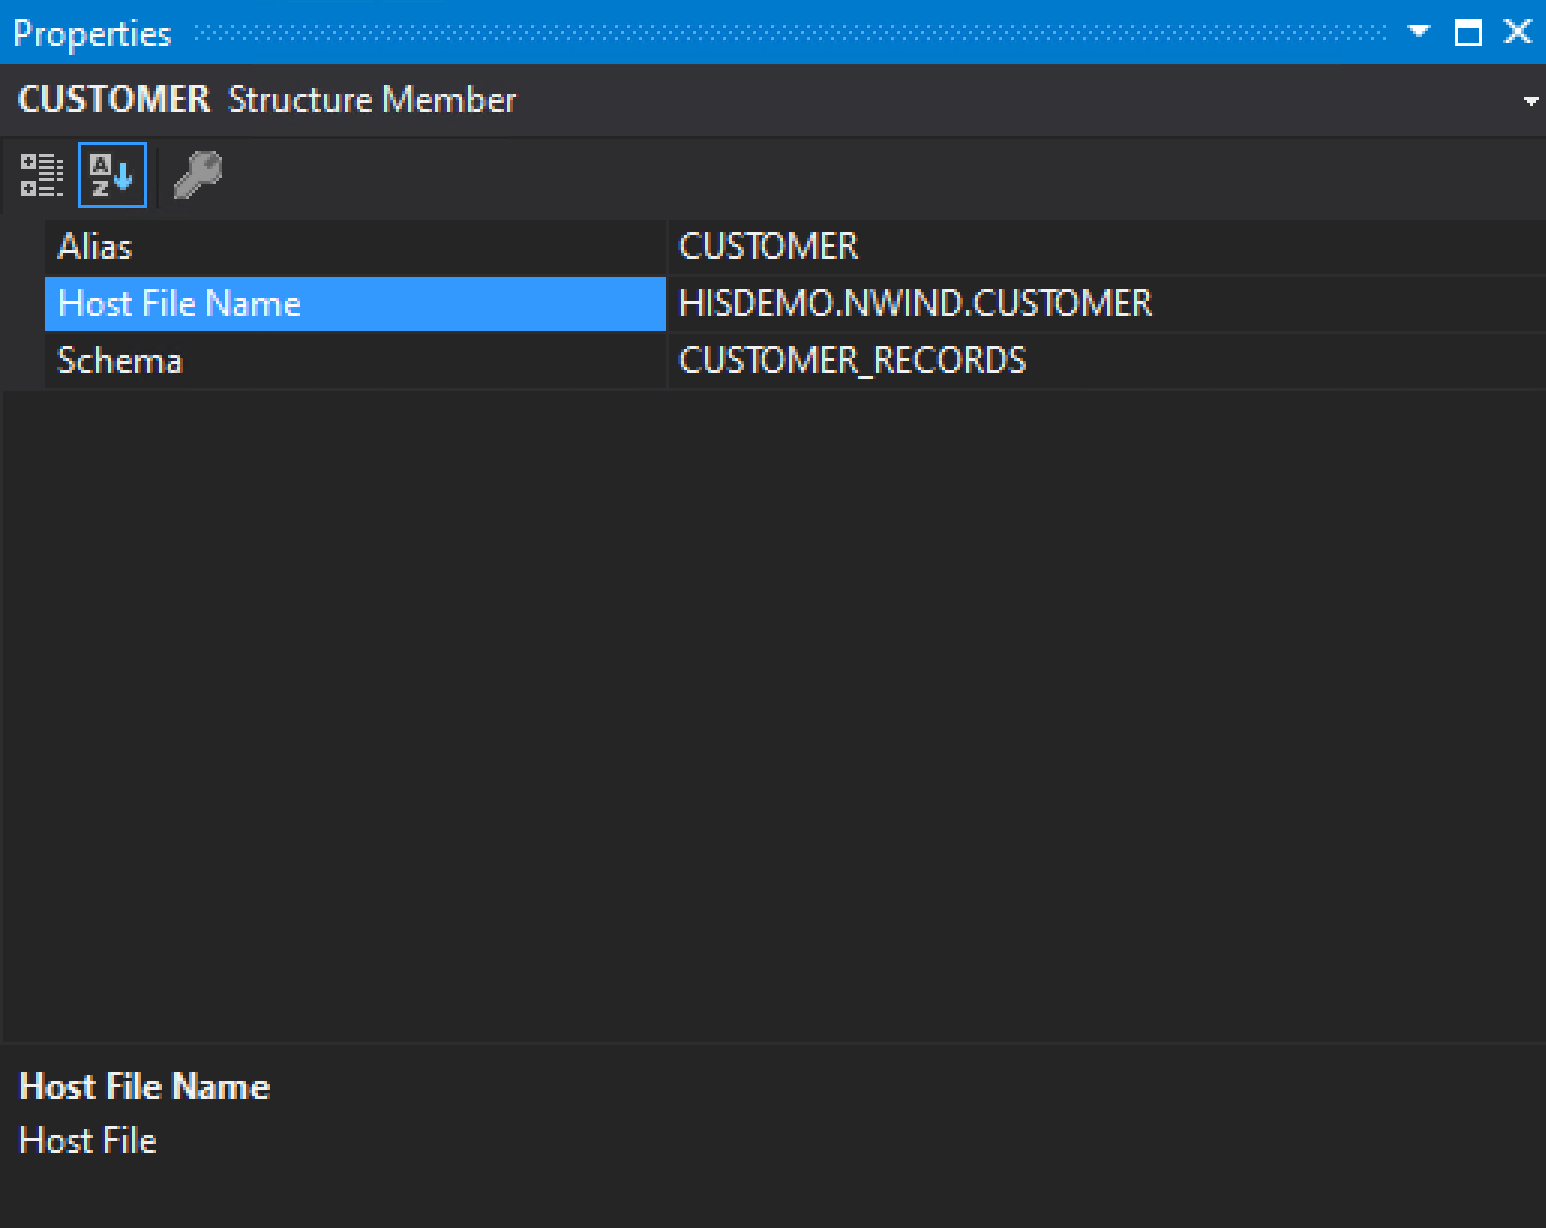 Properties
CUSTOMER Structure Member
A
Z
Alias CUSTOMER
Host File Name HISDEMO.NWIND.CUSTOMER
Schema CUSTOMER_RECORDS
Host File Name
Host File